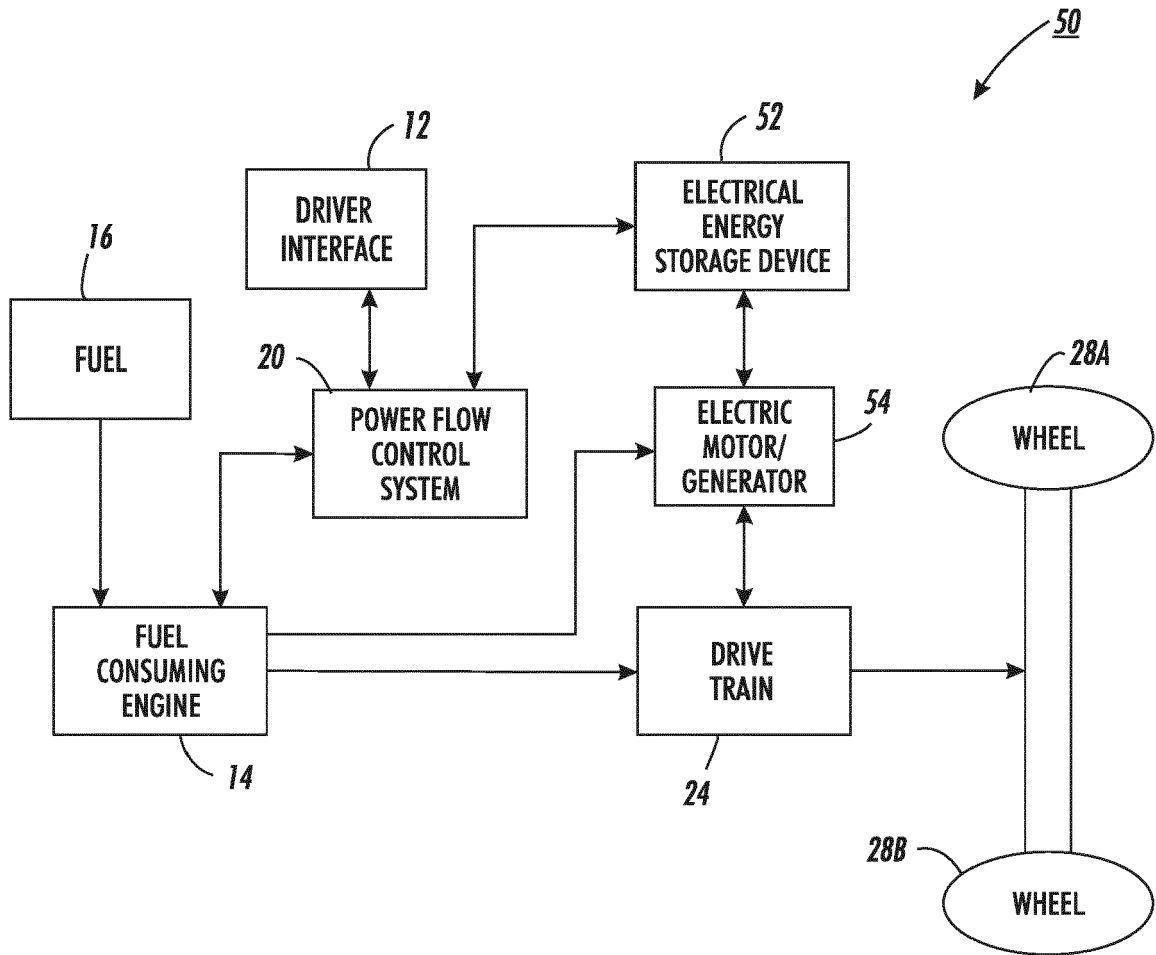 50
12
52
DRIVER
INTERFACE
ELECTRICAL
ENERGY
STORAGE DEVICE
16
FUEL
20
POWER FLOW
CONTROL
SYSTEM
ELECTRIC
MOTOR/
GENERATOR
54
28A
WHEEL
FUEL
CONSUMING
ENGINE
14
DRIVE
TRAIN
24
28B
WHEEL